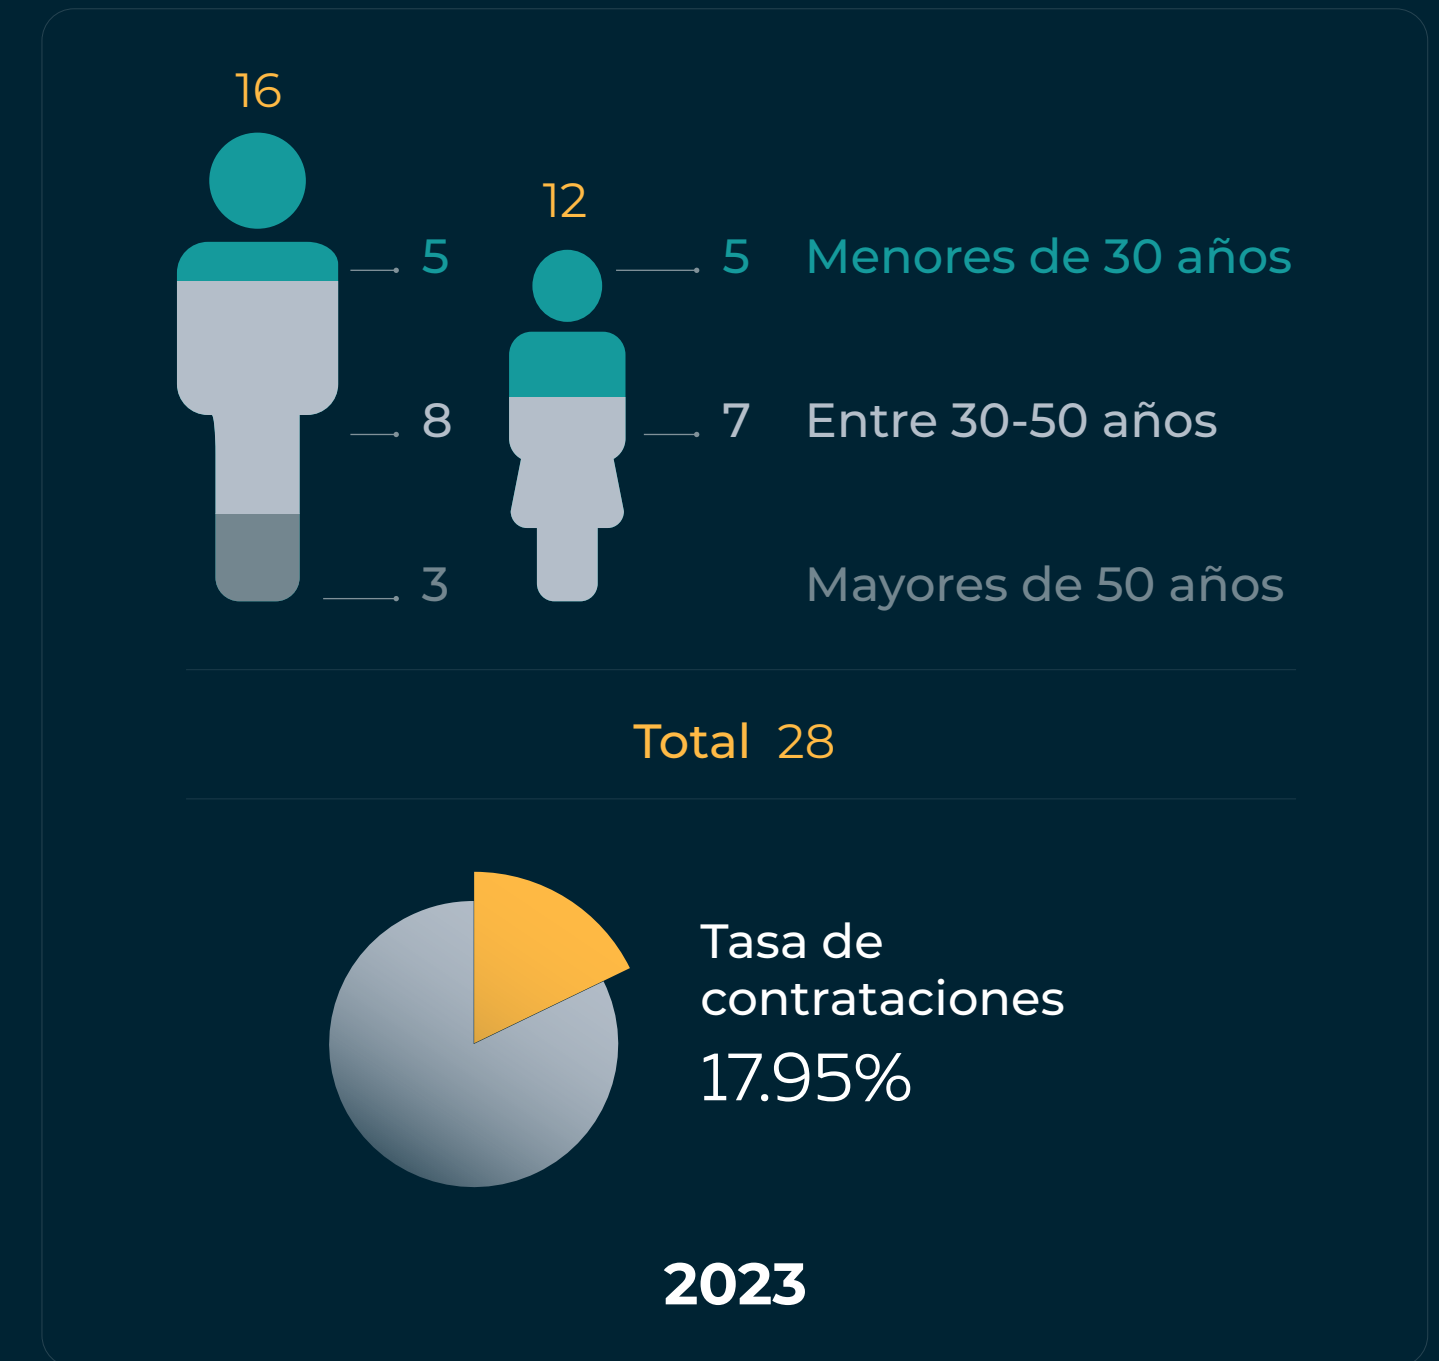 16
12
5
5 Menores de 30 años
8
7 Entre 30-50 años
3
Mayores de 50 años
Total 28
Tasa de
contrataciones
17.95%
2023